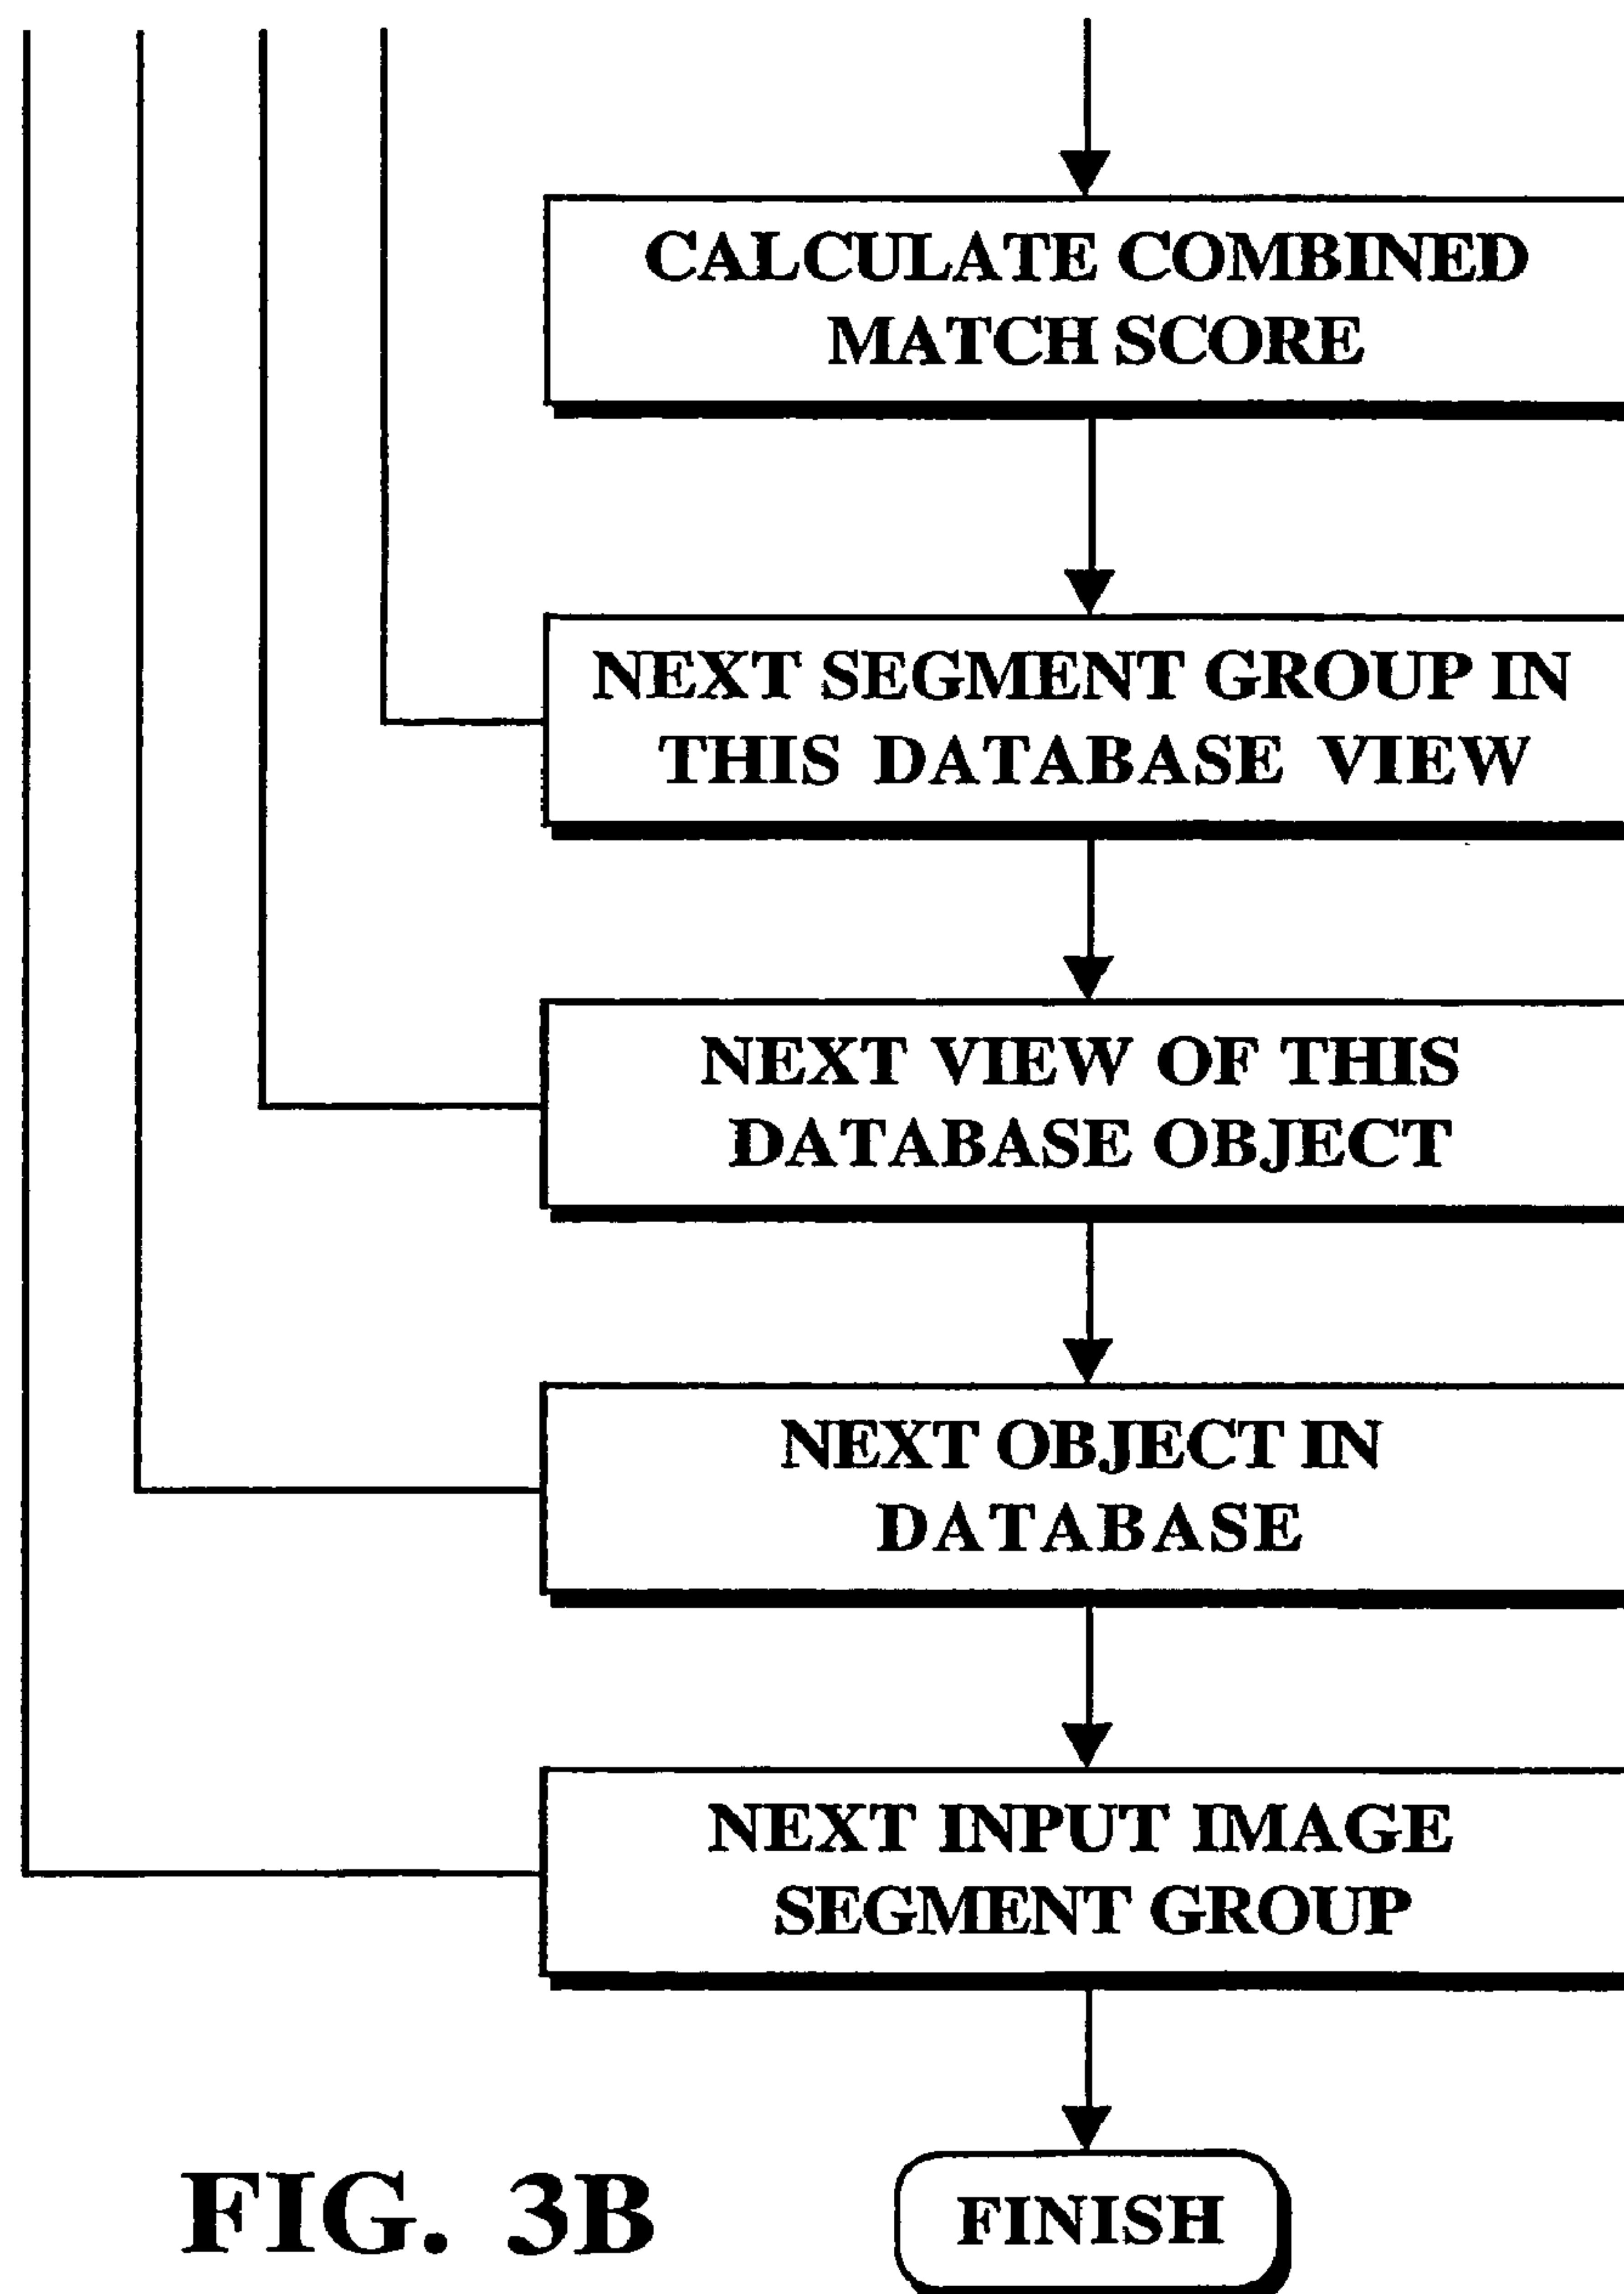 CALCULATE COMBINED
MATCH SCORE
NEXT SEGMENT GROUP IN
THIS DATABASE VIEW
NEXT VIEW OF THIS
DATABASE OBJECT
NEXT OBJECT IN
DATABASE
NEXT INPUT IMAGE
SEGMENT GROUP
FINISH
FIG. 3B